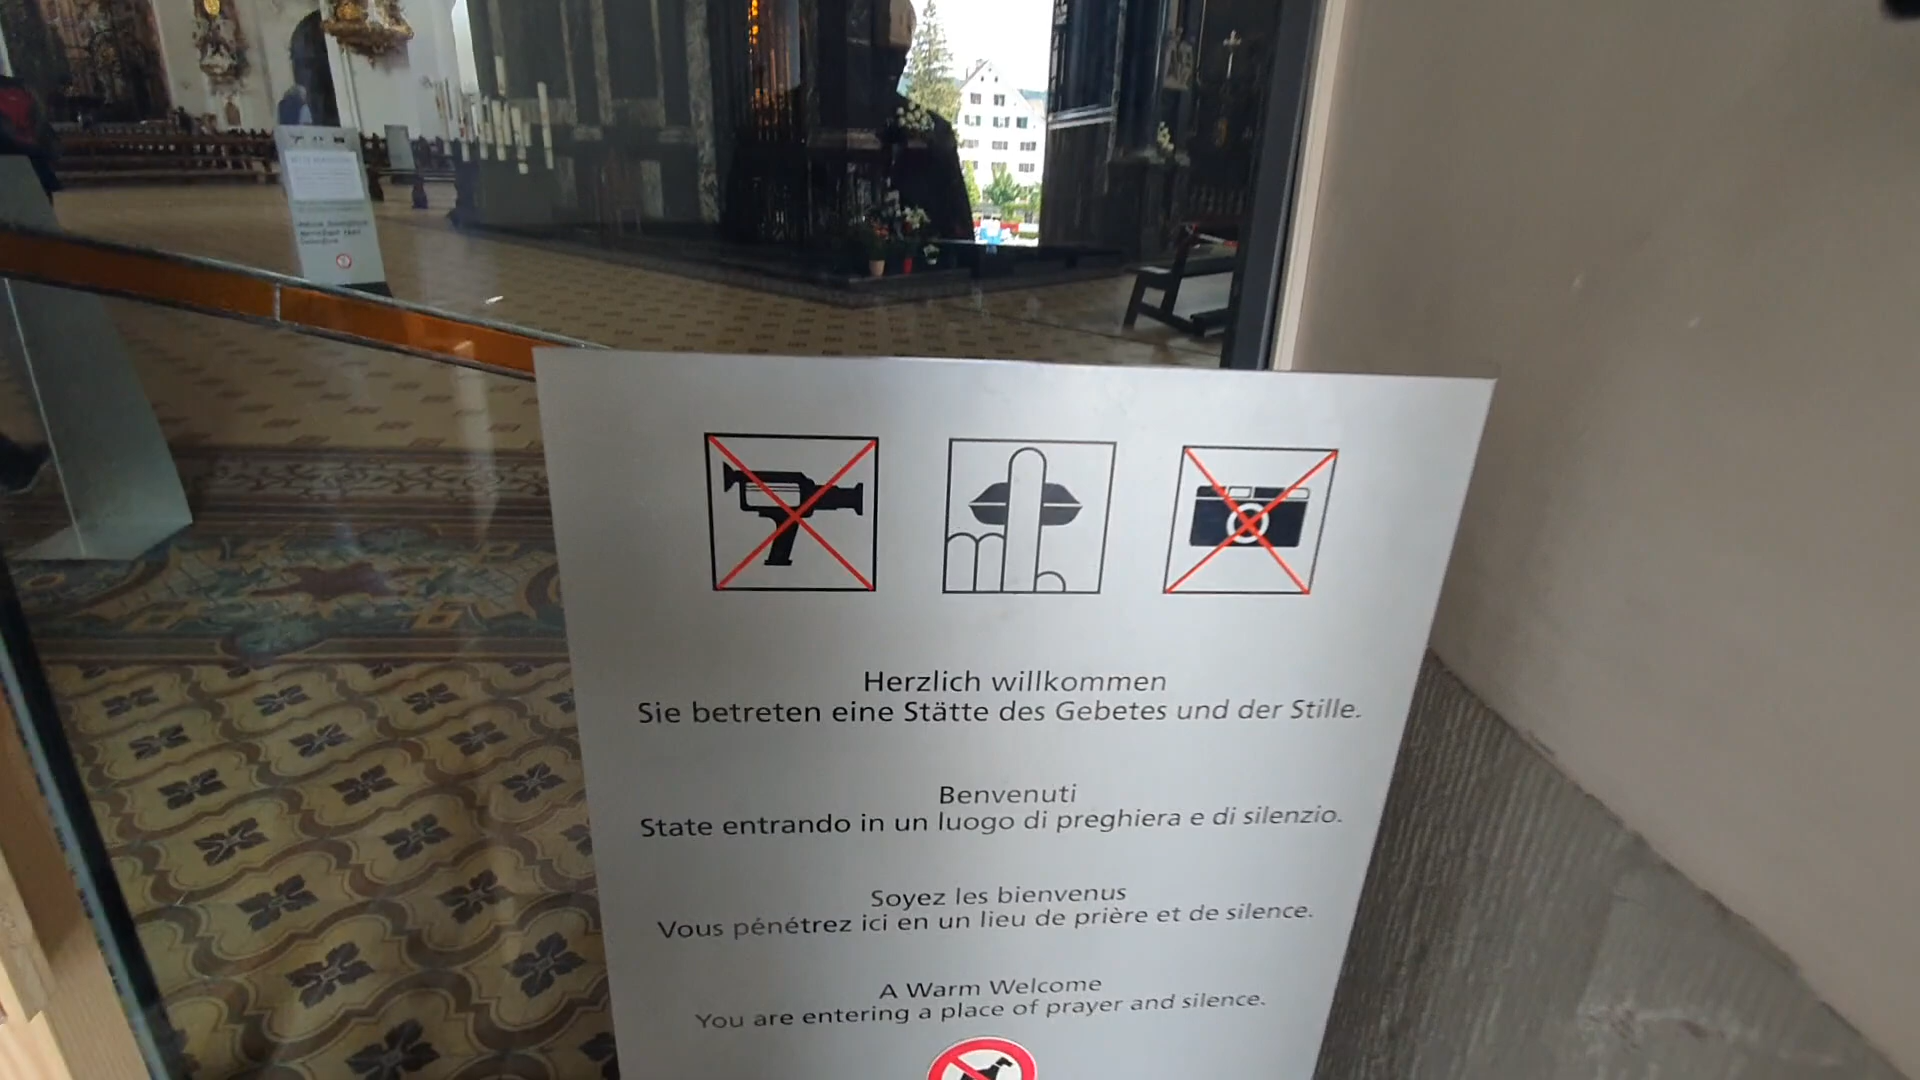 Herzlich willkommen
Sie betreten eine Stätte des Gebetes und der Stille.
Benvenuti
State entrando in un luogo di preghiera e di silenzio.
Soyez les bienvenus
Vous pénétrez ici en un lieu de prière et de silence.
A Warm Welcome
You are entering a place of prayer and silence.